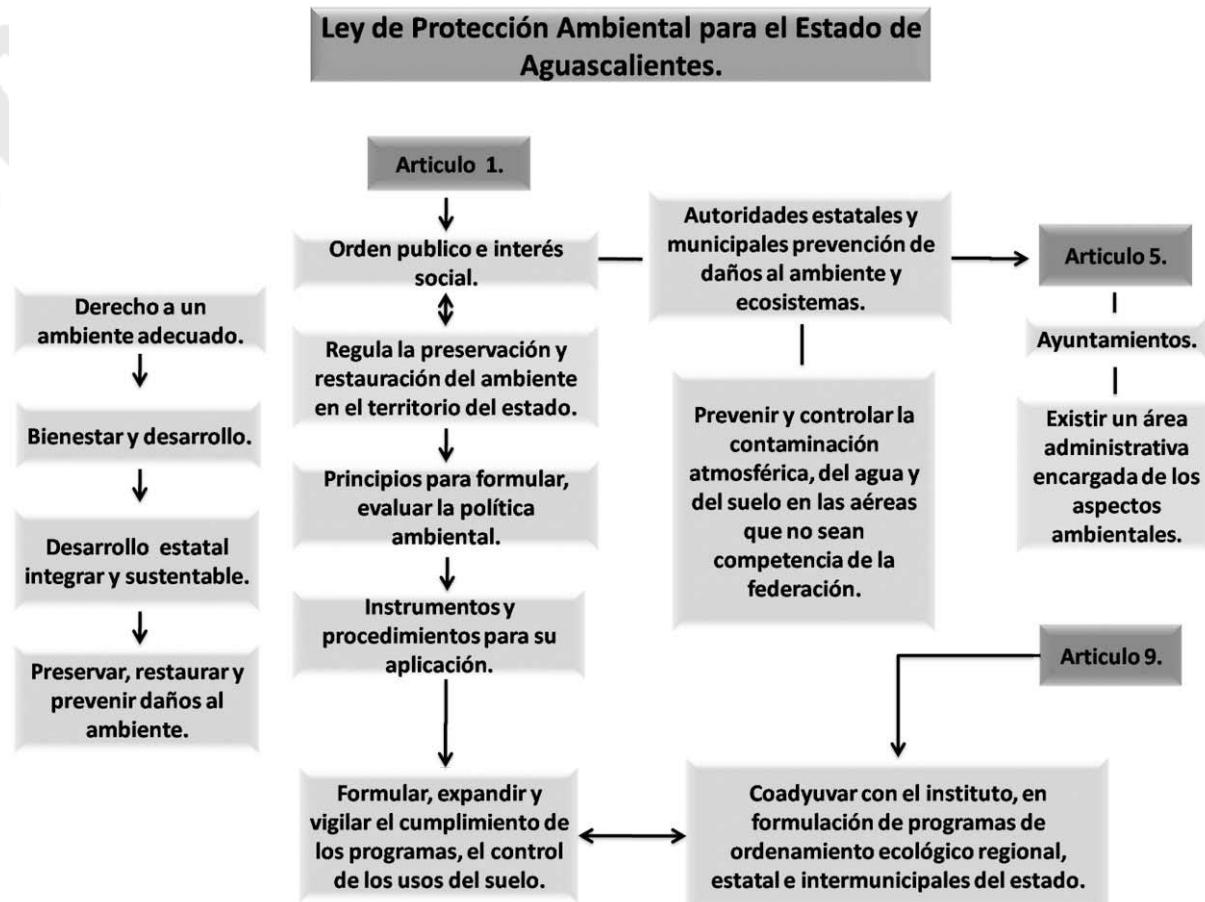 Ley de Protección Ambiental para el Estado de
Aguascalientes.
Articulo 1.
Orden publico e interés
social.
Regula la preservación y
restauración del ambiente
en el territorio del estado.
Principios para formular,
evaluar la política
ambiental.
Instrumentos y
procedimientos para su
aplicación.
Formular, expandir y
vigilar el cumplimiento de
los programas, el control
de los usos del suelo.
Derecho a un
ambiente adecuado.
Bienestar y desarrollo.
Desarrollo estatal
integrar y sustentable.
Preservar, restaurar y
prevenir daños al
ambiente.
Autoridades estatales y
municipales prevención de
daños al ambiente y
ecosistemas.
Prevenir y controlar la
contaminación
atmosférica, del agua y
del suelo en las aéreas
que no sean
competencia de la
federación.
Articulo 5.
Ayuntamientos.
Existir un área
administrativa
encargada de los
aspectos
ambientales.
Articulo 9.
Coadyuvar con el instituto, en
formulación de programas de
ordenamiento ecológico regional,
estatal e intermunicipales del estado.